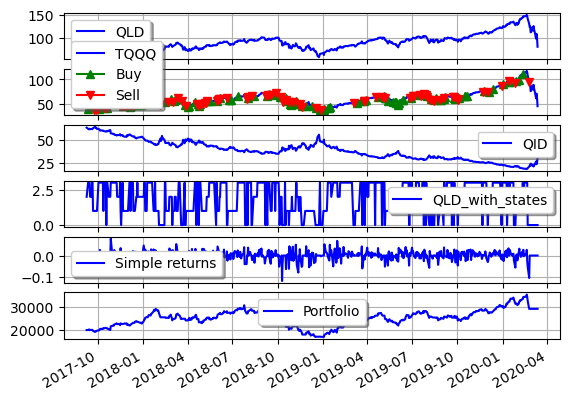 150
QLD
100
TQQQ
Buy
100
Sell
50
50
QID
25
2.5
QLD_with_states
0.0
0.0
Simple returns
−0.1
30000
Portfolio
20000
2017-10
2018-01
2018-04
2018-07
2018-10
2019-01
2019-04
2019-07
2019-10
2020-01
2020-04